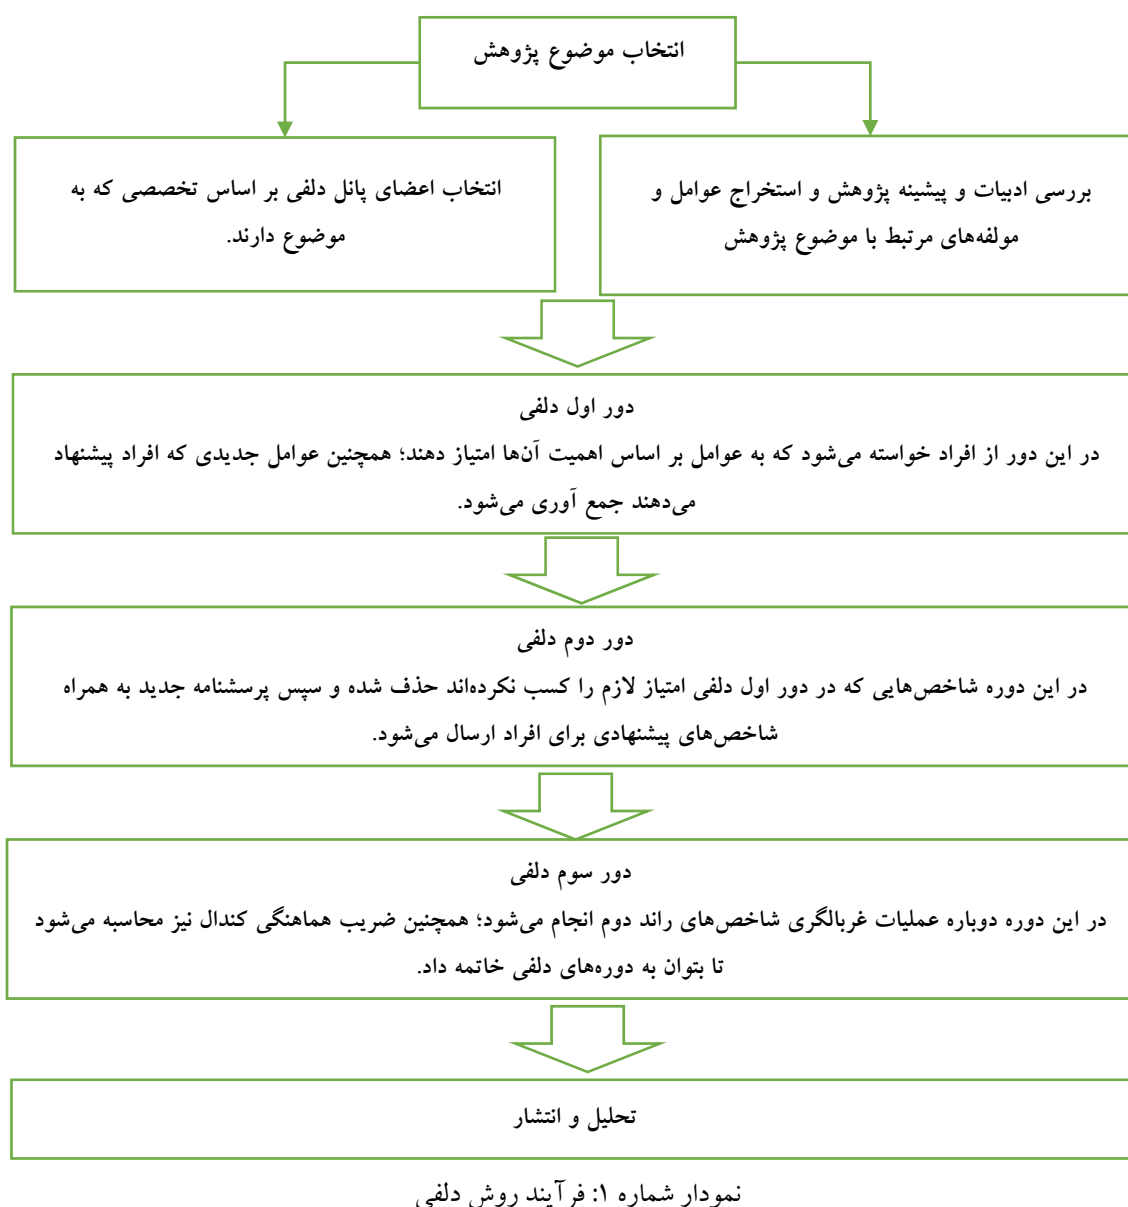 انتخاب موضوع پژوهش
بررسی ادبیات و پیشینه پژوهش و استخراج عوامل و
مولفه‌های مرتبط با موضوع پژوهش
انتخاب اعضای پانل دلفی بر اساس تخصصی که به
موضوع دارند.
دور اول دلفی
در این دور از افراد خواسته می‌شود که به عوامل بر اساس اهمیت آن‌ها امتیاز دهند؛ همچنین عوامل جدیدی که افراد پیشنهاد
می‌دهند جمع آوری می‌شود.
دور دوم دلفی
در این دوره شاخص‌هایی که در دور اول دلفی امتیاز لازم را کسب نکرده‌اند حذف شده و سپس پرسشنامه جدید به همراه
شاخص‌های پیشنهادی برای افراد ارسال می‌شود.
دور سوم دلفی
در این دوره دوباره عملیات غربالگری شاخص‌های راند دوم انجام می‌شود؛ همچنین ضریب هماهنگی کندال نیز محاسبه می‌شود
تا بتوان به دوره‌های دلفی خاتمه داد.
تحلیل و انتشار
نمودار شماره ۱: فرآیند روش دلفی